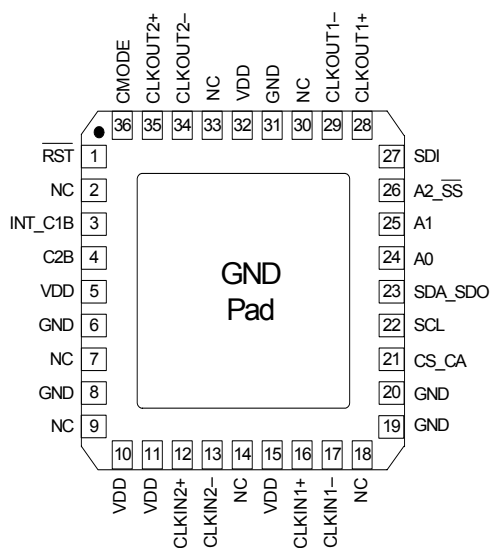 CMODE
CLKOUT2+
CLKOUT2–
NC
VDD
GND
NC
CLKOUT1–
CLKOUT1+
36 35 34 33 32 31 30 29 28
RST 1
NC 2
INT_C1B 3
C2B 4
VDD 5
GND 6
NC 7
GND 8
NC 9
GND
Pad
27 SDI
26 A2_SS
25 A1
24 A0
23 SDA_SDO
22 SCL
21 CS_CA
20 GND
19 GND
10 11 12 13 14 15 16 17 18
VDD
VDD
CLKIN2+
CLKIN2–
NC
VDD
CLKIN1+
CLKIN1–
NC